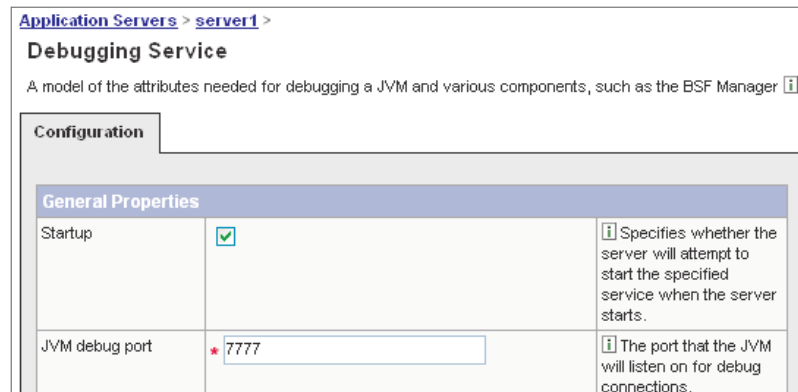 Application Servers > server1 >
Debugging Service
A model of the attributes needed for debugging a JVM and various components, such as the BSF Manager i
Configuration
General Properties
Startup
i Specifies whether the
server will attempt to
start the specified
service when the server
starts.
JVM debug port
* 7777
i The port that the JVM
will listen on for debug
connections.